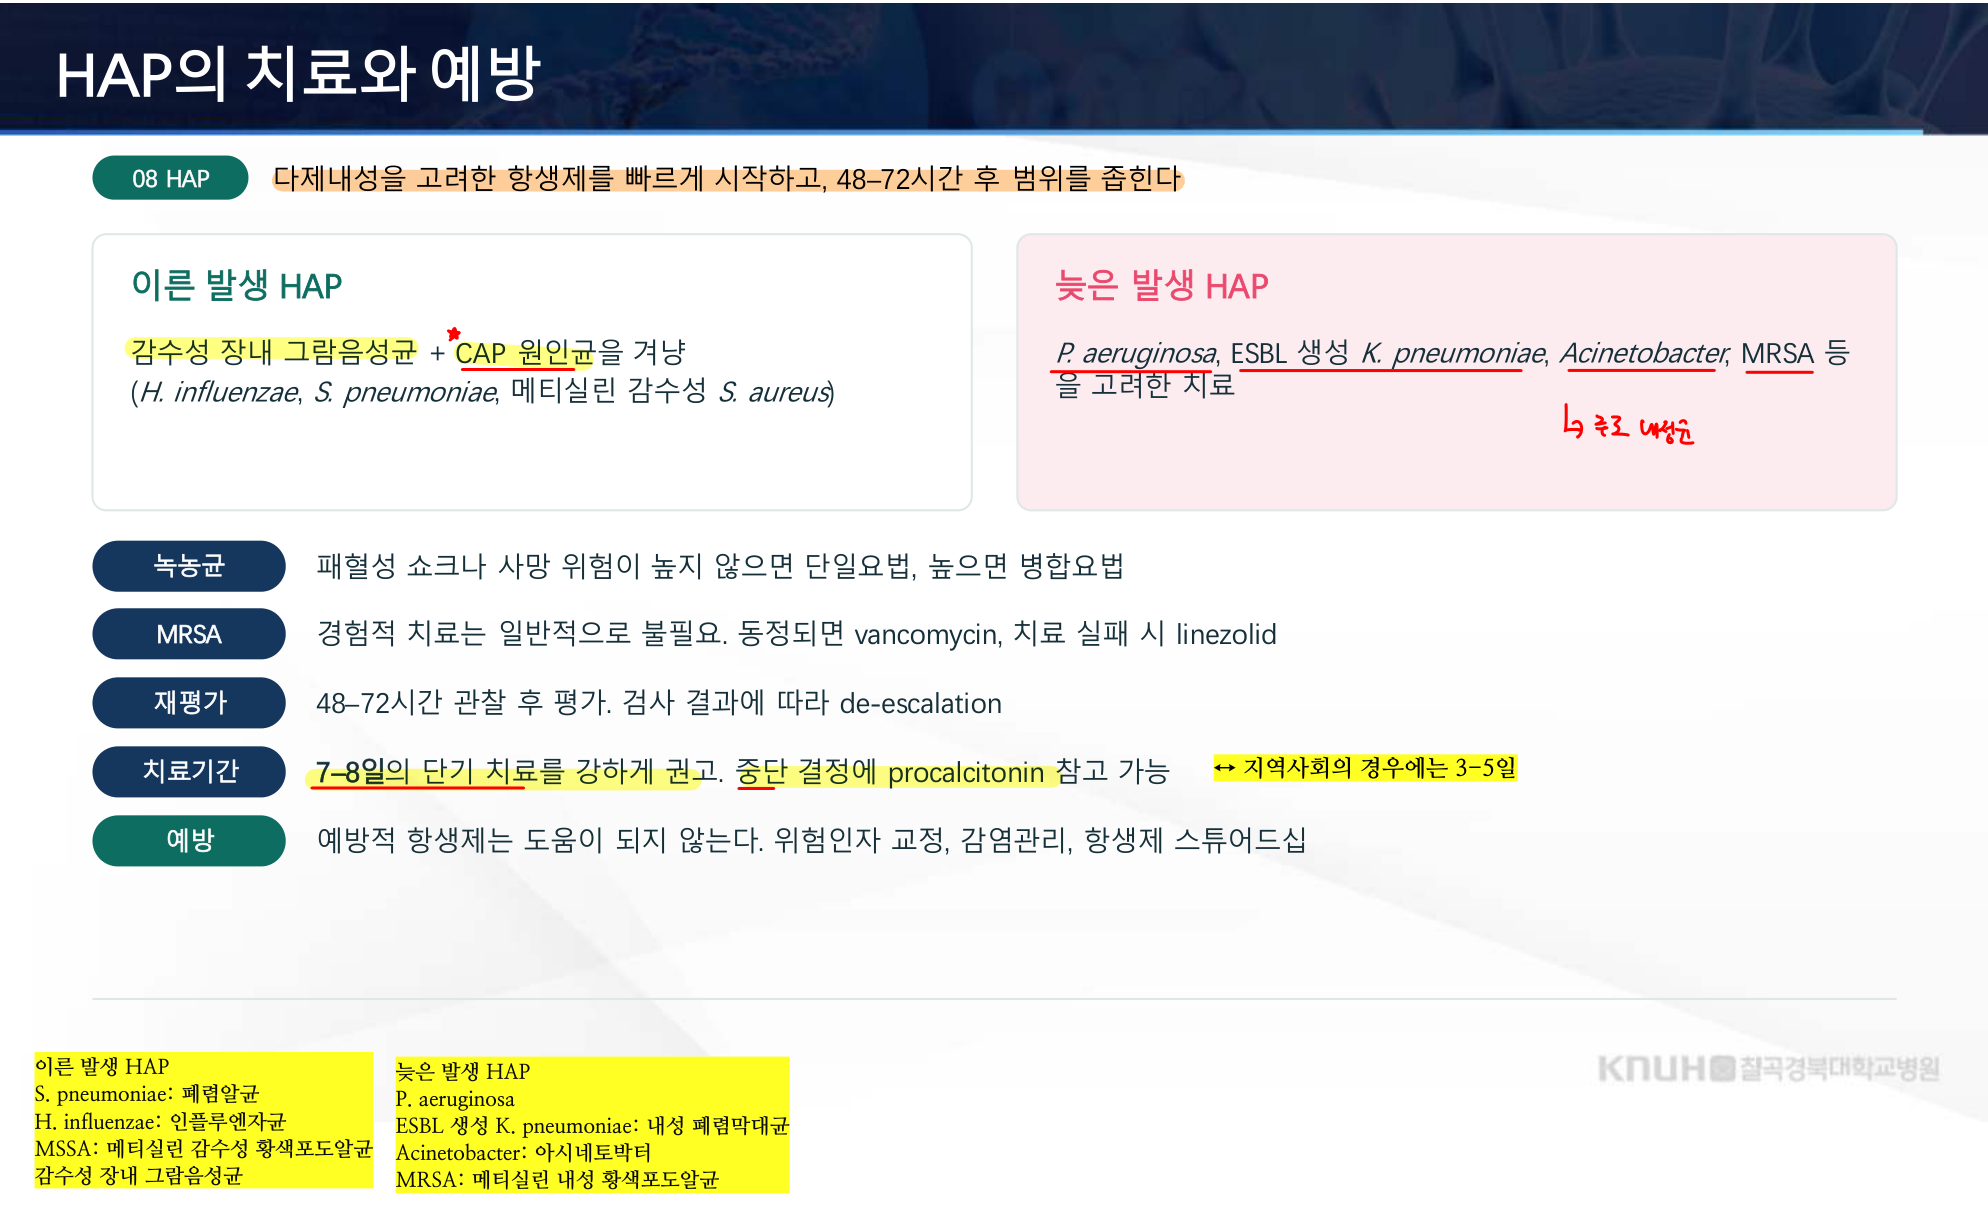 HAP의 치료와 예방
08 HAP 다제내성을 고려한 항생제를 빠르게 시작하고, 48–72시간 후 범위를 좁힌다
이른 발생 HAP
감수성 장내 그람음성균 + CAP 원인균을 겨냥
(H. influenzae, S. pneumoniae, 메티실린 감수성 S. aureus)
늦은 발생 HAP
P. aeruginosa, ESBL 생성 K. pneumoniae, Acinetobacter, MRSA 등
을 고려한 치료
↳ 주로 내성균
녹농균 패혈성 쇼크나 사망 위험이 높지 않으면 단일요법, 높으면 병합요법
MRSA 경험적 치료는 일반적으로 불필요. 동정되면 vancomycin, 치료 실패 시 linezolid
재평가 48–72시간 관찰 후 평가. 검사 결과에 따라 de-escalation
치료기간 7–8일의 단기 치료를 강하게 권고. 중단 결정에 procalcitonin 참고 가능 ↔ 지역사회의 경우에는 3-5일
예방 예방적 항생제는 도움이 되지 않는다. 위험인자 교정, 감염관리, 항생제 스튜어드십
이른 발생 HAP
S. pneumoniae: 폐렴알균
H. influenzae: 인플루엔자균
MSSA: 메티실린 감수성 황색포도알균
감수성 장내 그람음성균
늦은 발생 HAP
P. aeruginosa
ESBL 생성 K. pneumoniae: 내성 폐렴막대균
Acinetobacter: 아시네토박터
MRSA: 메티실린 내성 황색포도알균
KNUH 칠곡경북대학교병원